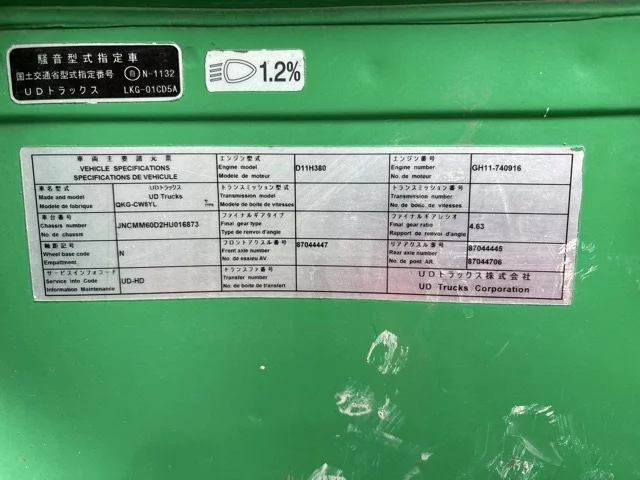 騒音型式指定車
国土交通省型式指定番号 自 N-1132
UDトラックス LKG-01CD5A
1.2%
車両主要諸元票
VEHICLE SPECIFICATIONS
SPECIFICATIONS DE VEHICULE
エンジン型式
Engine model
Modele de moteur
D11H380
エンジン番号
Engine number
No. de moteur
GH11-740916
車名型式
Made and model
Modele de fabrique
UDトラックス
UD Trucks
QKG-CW5YL
トランスミッション型式
Transmission model
Modele de boite de vitesses
トランスミッション番号
Transmission number
No. de boite de vitesses
車台番号
Chassis number
No. de chassis
JNCMM60D2HU016873
ファイナルギアタイプ
Final gear type
Type de renvoi d'angle
ファイナルギアレシオ
Final gear ratio
Rapport de renvoi d'angle
4.63
軸距記号
Wheel base code
Empattement
N
フロントアクスル番号
Front axle number
No. de essieu AV
87044447
リアアクスル番号
Rear axle number
No. de pont AR
87044445
87044706
サービスインフォコード
Service Info Code
Information Maintenance
UD-HD
トランスファ番号
Transfer number
No. de boite de transfert
UDトラックス株式会社
UD Trucks Corporation